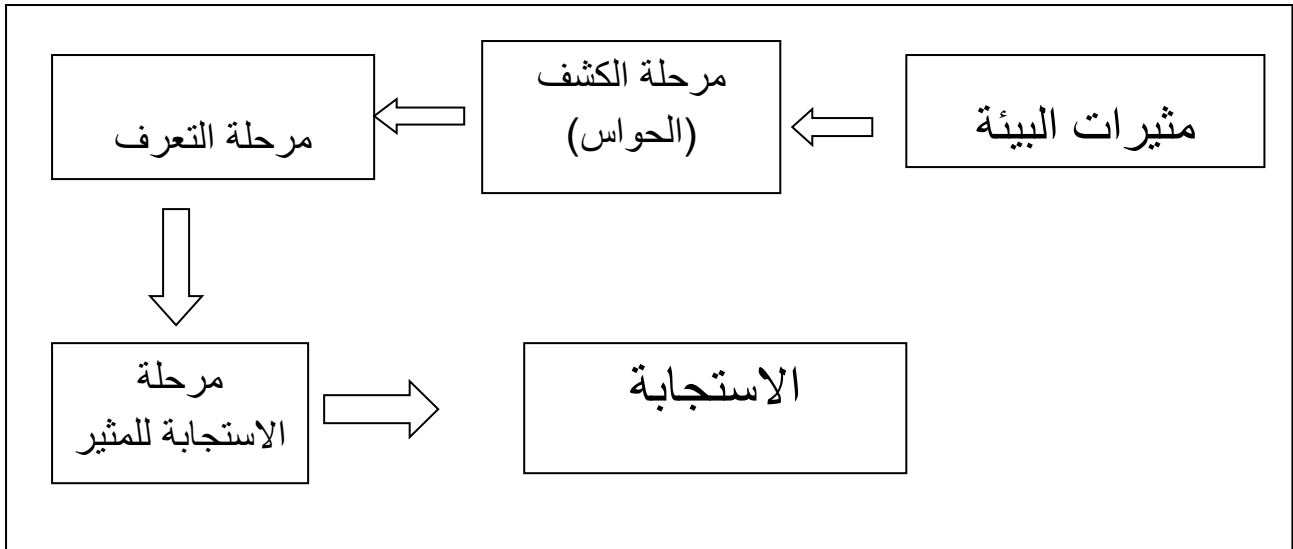 مثيرات البيئة
مرحلة الكشف
(الحواس)
مرحلة التعرف
مرحلة
الاستجابة للمثير
الاستجابة